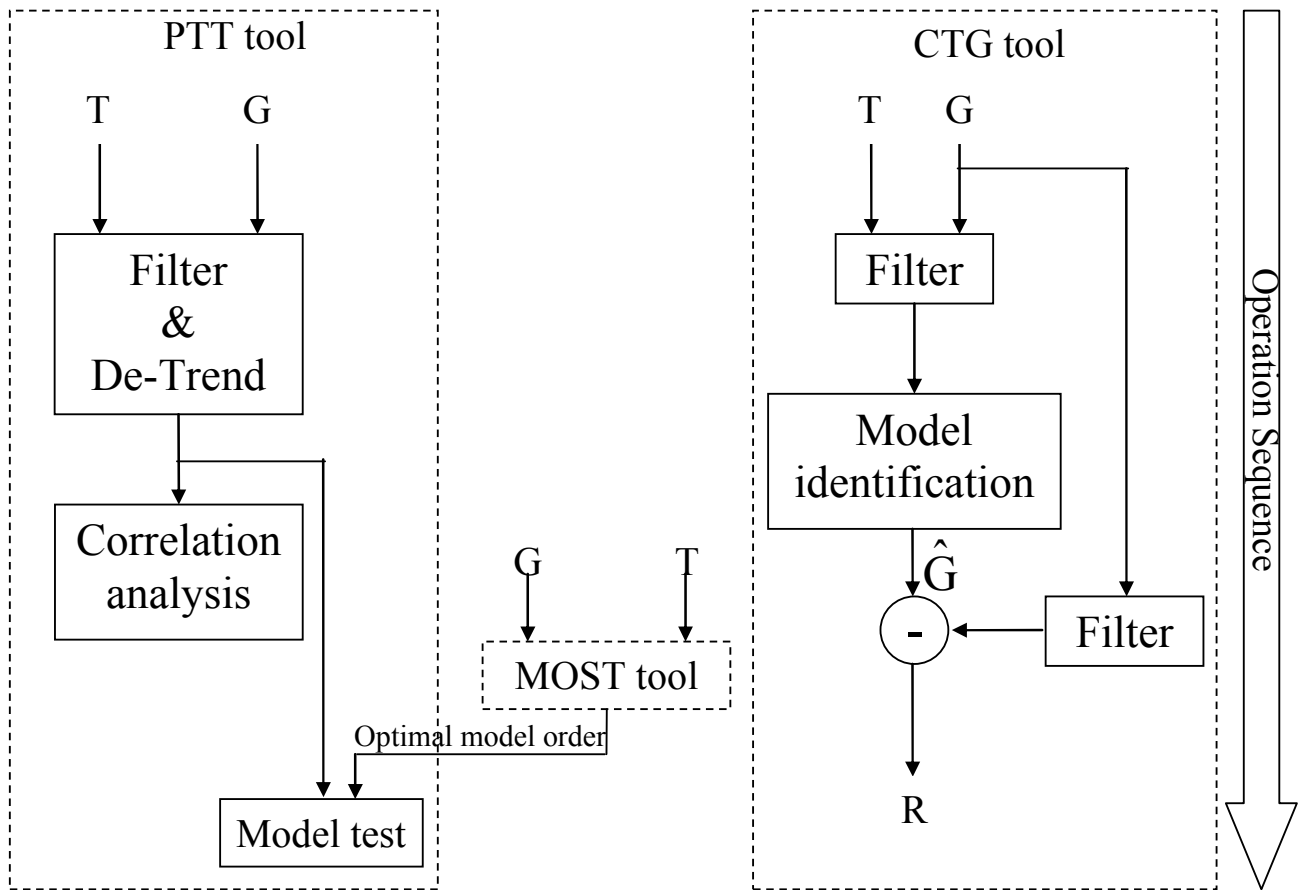 PTT tool
T
G
Filter
&
De-Trend
Correlation
analysis
G
T
MOST tool
Optimal model order
Model test
CTG tool
T
G
Filter
Model
identification
Ĝ
-
Filter
R
Operation Sequence